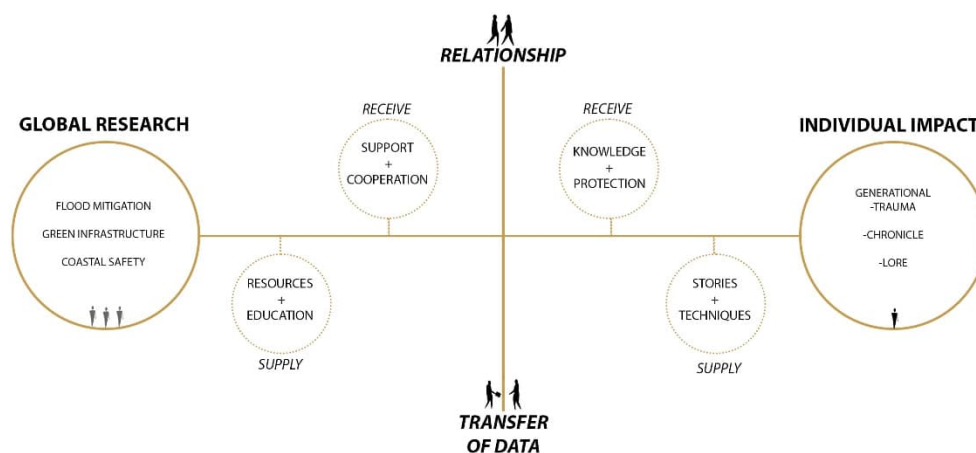 RELATIONSHIP
GLOBAL RESEARCH
FLOOD MITIGATION
GREEN INFRASTRUCTURE
COASTAL SAFETY
RECEIVE
SUPPORT
+
COOPERATION
RESOURCES
+
EDUCATION
SUPPLY
RECEIVE
KNOWLEDGE
+
PROTECTION
STORIES
+
TECHNIQUES
SUPPLY
INDIVIDUAL IMPACT
GENERATIONAL
-TRAUMA
-CHRONICLE
-LORE
TRANSFER
OF DATA